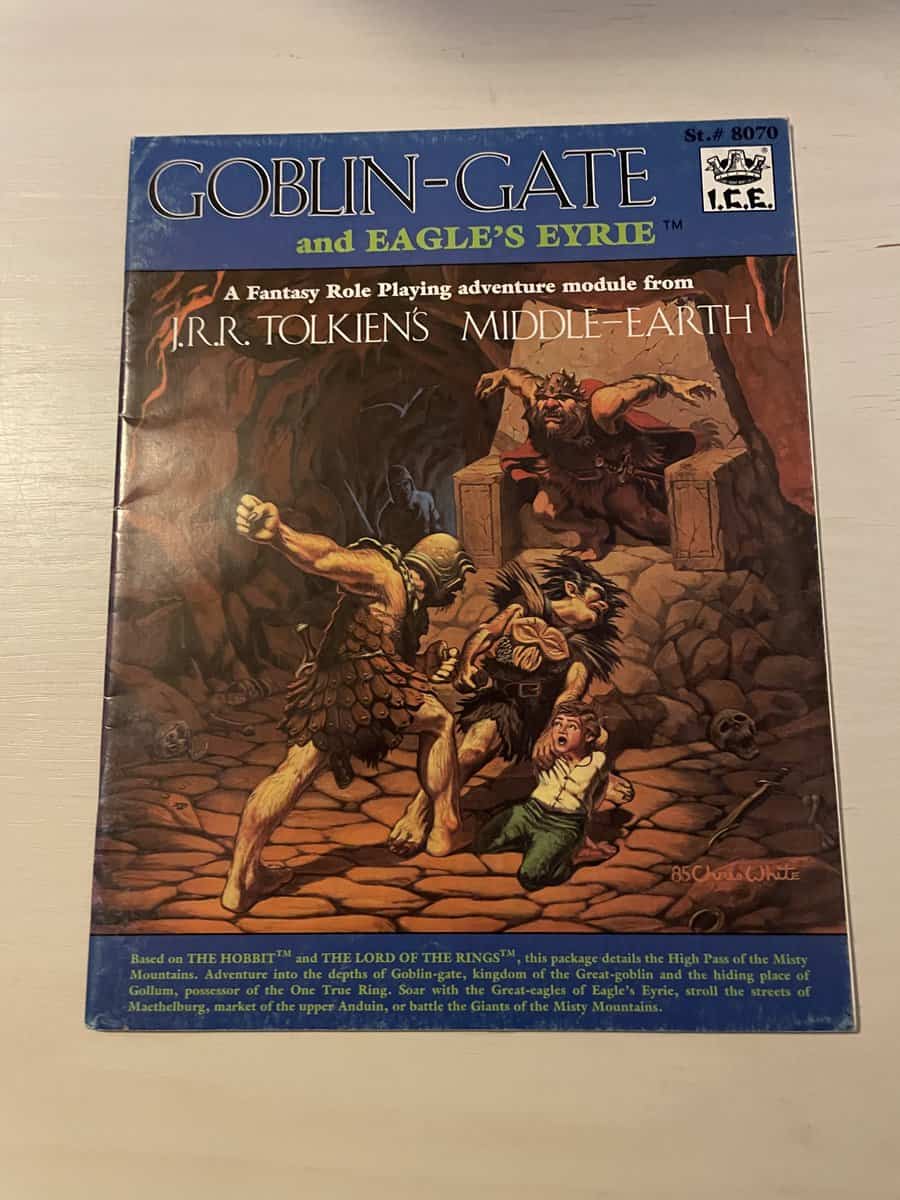 St.# 8070
GOBLIN-GATE
and EAGLE'S EYRIE™
®
I.C.E.
A Fantasy Role Playing adventure module from
J.R.R. TOLKIEN'S MIDDLE-EARTH
85 Chris White
Based on THE HOBBIT™ and THE LORD OF THE RINGS™, this package details the High Pass of the Misty
Mountains. Adventure into the depths of Goblin-gate, kingdom of the Great-goblin and the hiding place of
Gollum, possessor of the One True Ring. Soar with the Great-eagles of Eagle's Eyrie, stroll the streets of
Maethelburg, market of the upper Anduin, or battle the Giants of the Misty Mountains.